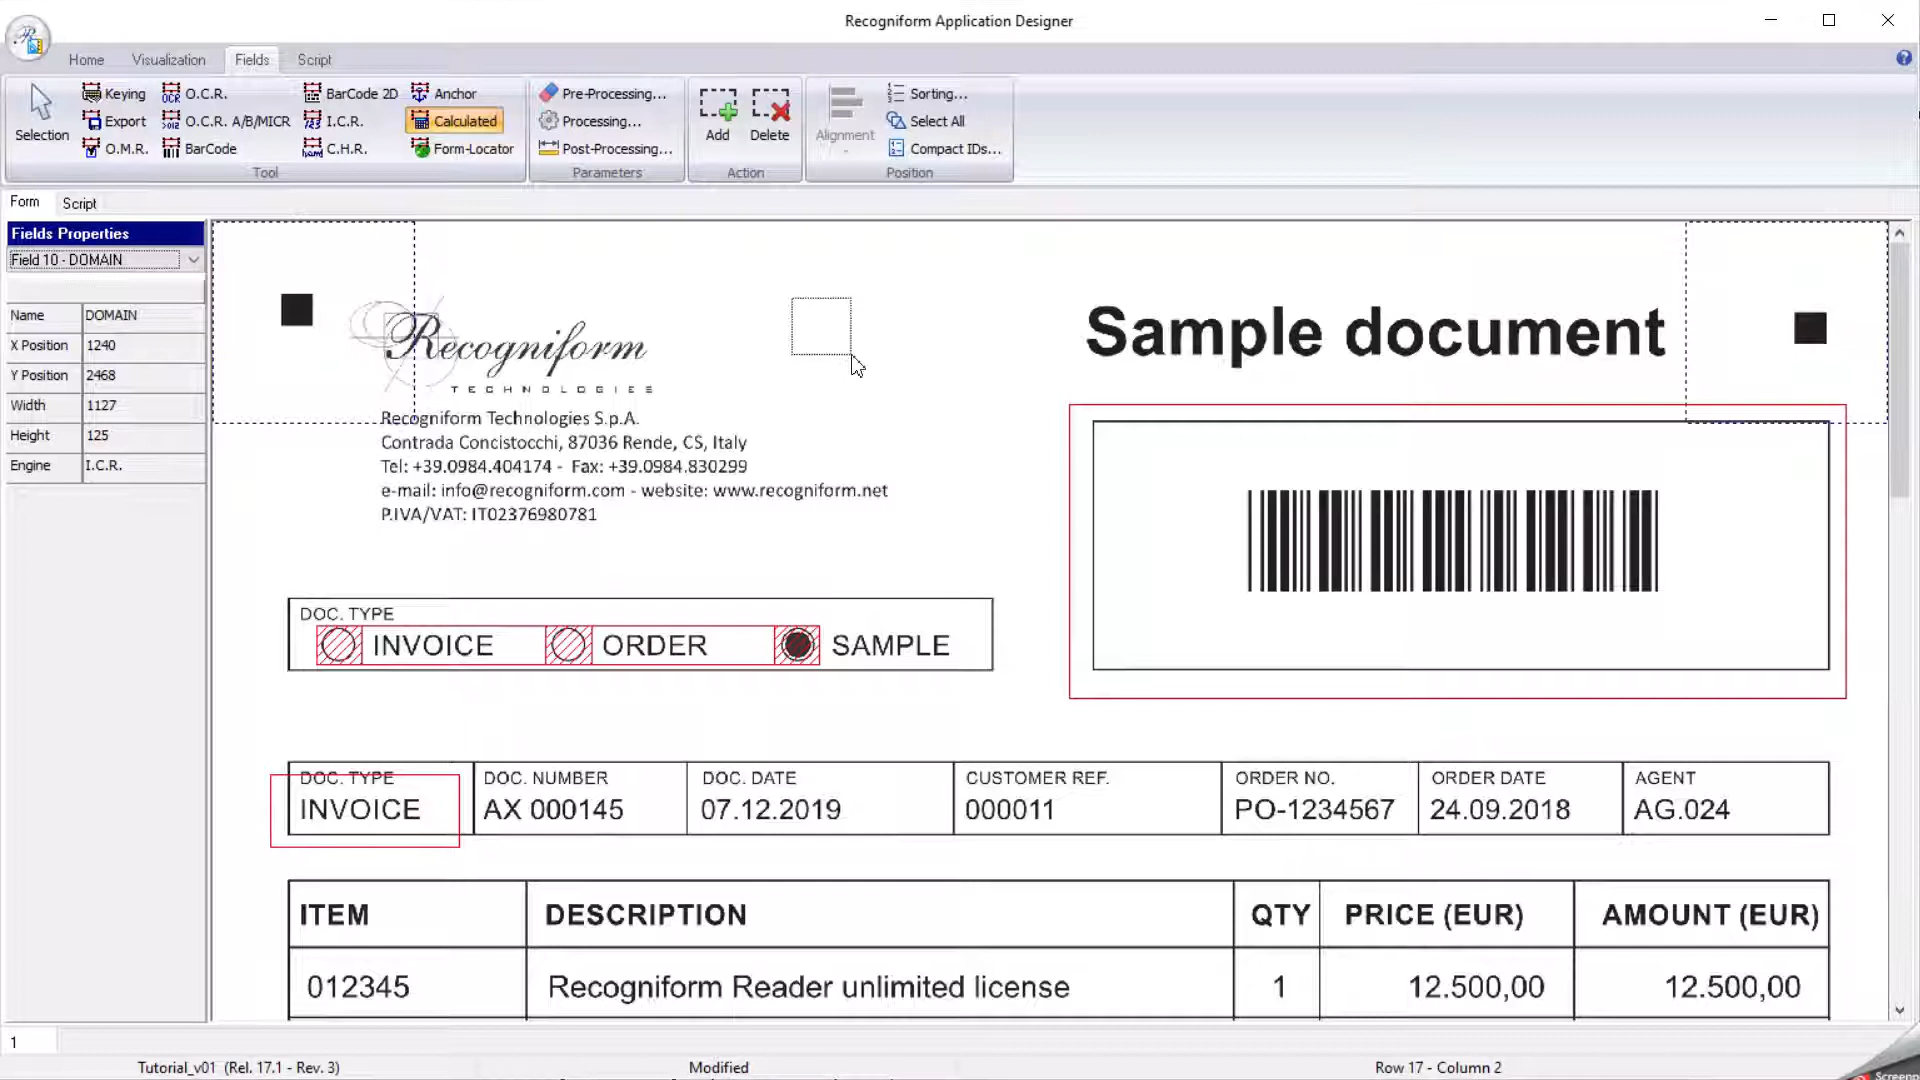 Recogniform Application Designer
Home Visualization Fields Script
Selection
Keying
Export
O.M.R.
O.C.R.
O.C.R. A/B/MICR
BarCode
BarCode 2D
I.C.R.
C.H.R.
Anchor
Calculated
Form-Locator
Tool
Pre-Processing...
Processing...
Post-Processing...
Parameters
Add
Delete
Action
Alignment
Sorting...
Select All
Compact IDs...
Position
Form Script
Fields Properties
Field 10 - DOMAIN
Name DOMAIN
X Position 1240
Y Position 2468
Width 1127
Height 125
Engine I.C.R.
Recogniform
TECHNOLOGIES
Recogniform Technologies S.p.A.
Contrada Concistocchi, 87036 Rende, CS, Italy
Tel: +39.0984.404174 - Fax: +39.0984.830299
e-mail: info@recogniform.com - website: www.recogniform.net
P.IVA/VAT: IT02376980781
Sample document
DOC. TYPE
INVOICE ORDER SAMPLE
DOC. TYPE DOC. NUMBER DOC. DATE CUSTOMER REF. ORDER NO. ORDER DATE AGENT
INVOICE AX 000145 07.12.2019 000011 PO-1234567 24.09.2018 AG.024
ITEM DESCRIPTION QTY PRICE (EUR) AMOUNT (EUR)
012345 Recogniform Reader unlimited license 1 12.500,00 12.500,00
1
Tutorial_v01 (Rel. 17.1 - Rev. 3) Modified Row 17 - Column 2